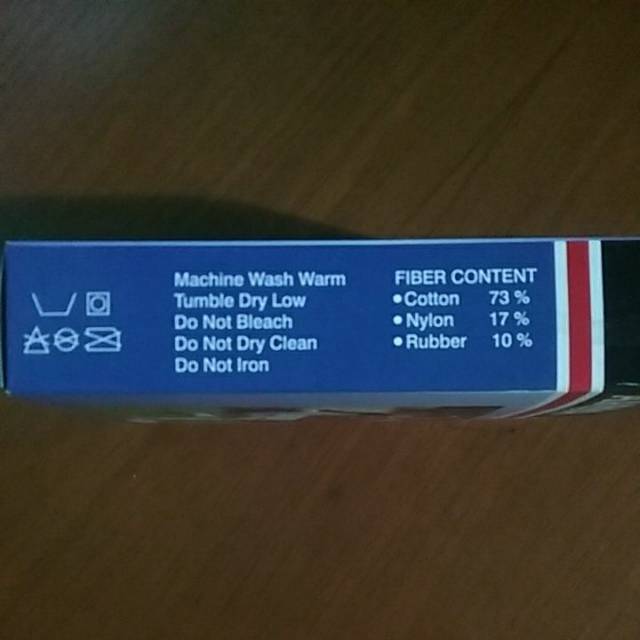 Machine Wash Warm
Tumble Dry Low
Do Not Bleach
Do Not Dry Clean
Do Not Iron
FIBER CONTENT
•Cotton 73 %
•Nylon 17 %
•Rubber 10 %